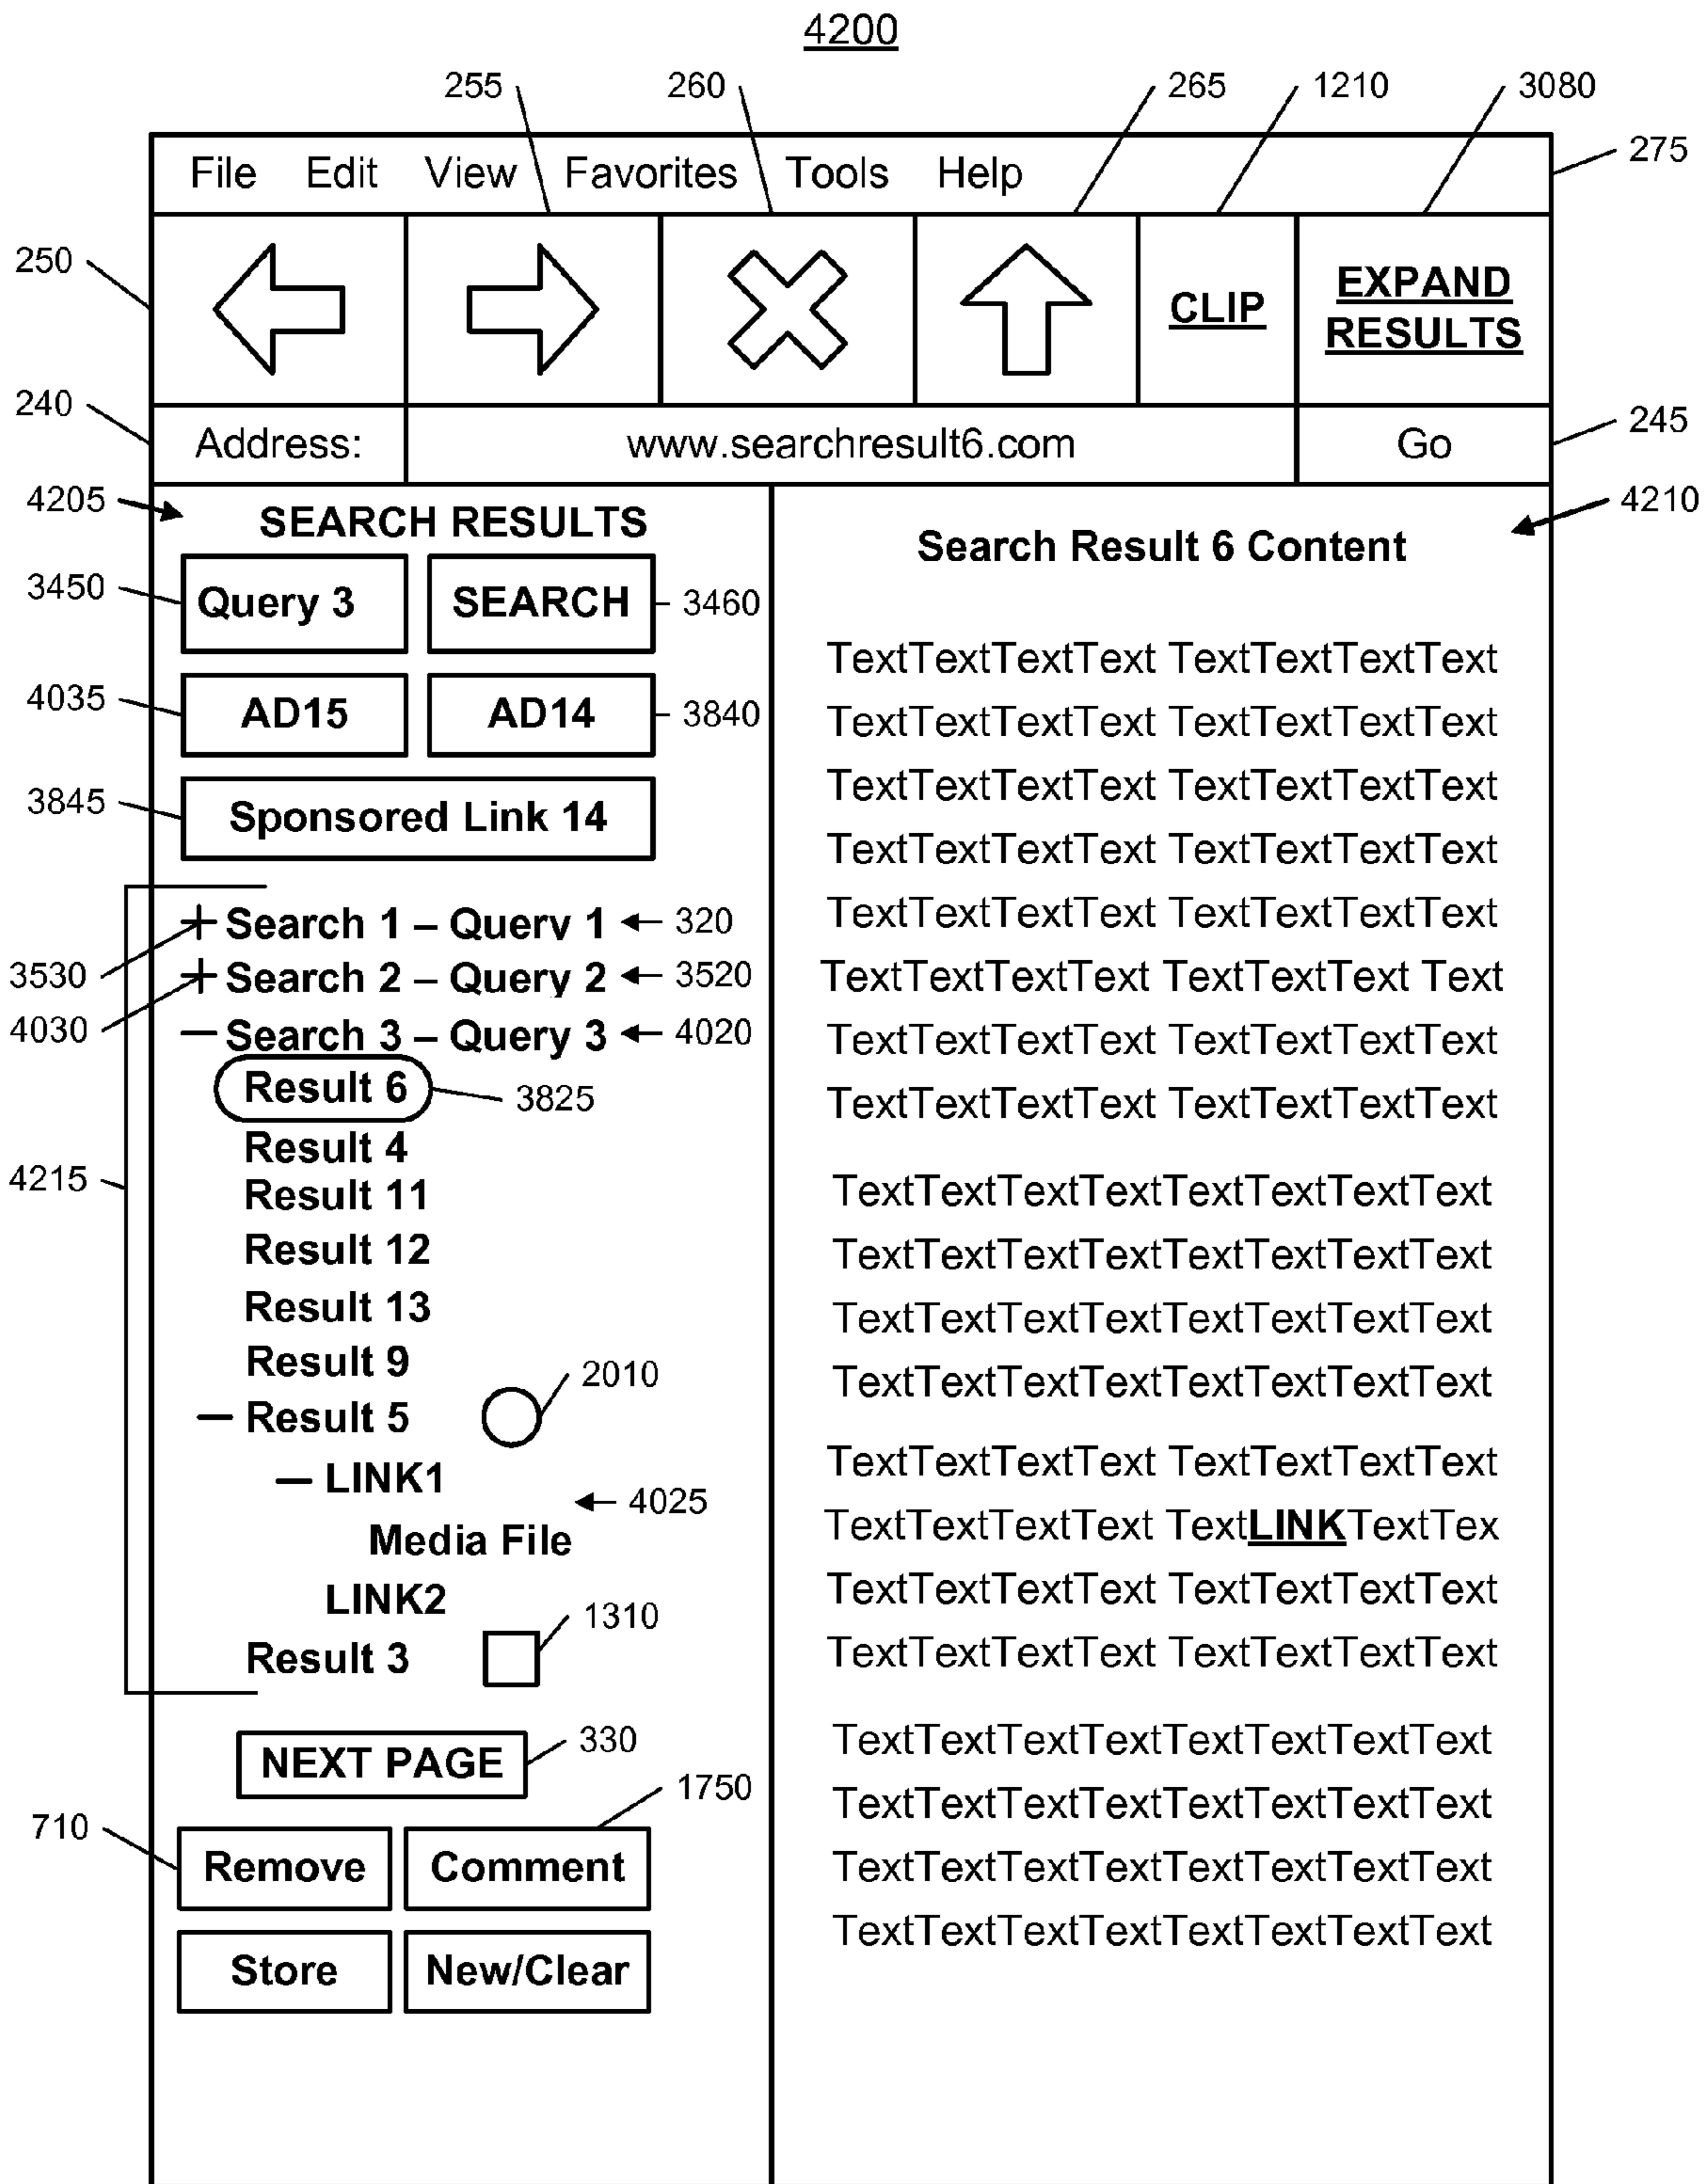 4200
255 260 265 1210 3080
File Edit View Favorites Tools Help 275
250 CLIP EXPAND
RESULTS
240 Address: www.searchresult6.com Go 245
4205 SEARCH RESULTS
3450 Query 3 SEARCH 3460
4035 AD15 AD14 3840
3845 Sponsored Link 14
Search 1 – Query 1 320
3530
Search 2 – Query 2 3520
4030
Search 3 – Query 3 4020
Result 6 3825
Result 4
4215
Result 11
Result 12
Result 13
Result 9
2010
Result 5
LINK1
4025
Media File
LINK2
1310
Result 3
NEXT PAGE 330
1750
710
Remove Comment
Store New/Clear
4210
Search Result 6 Content
TextTextTextText TextTextTextText
TextTextTextText TextTextTextText
TextTextTextText TextTextTextText
TextTextTextText TextTextTextText
TextTextTextText TextTextTextText
TextTextTextText TextTextText Text
TextTextTextText TextTextTextText
TextTextTextText TextTextTextText
TextTextTextTextTextTextTextText
TextTextTextTextTextTextTextText
TextTextTextTextTextTextTextText
TextTextTextTextTextTextTextText
TextTextTextText TextTextTextText
TextTextTextText TextLINKTextTex
TextTextTextText TextTextTextText
TextTextTextText TextTextTextText
TextTextTextTextTextTextTextText
TextTextTextTextTextTextTextText
TextTextTextTextTextTextTextText
TextTextTextTextTextTextTextText